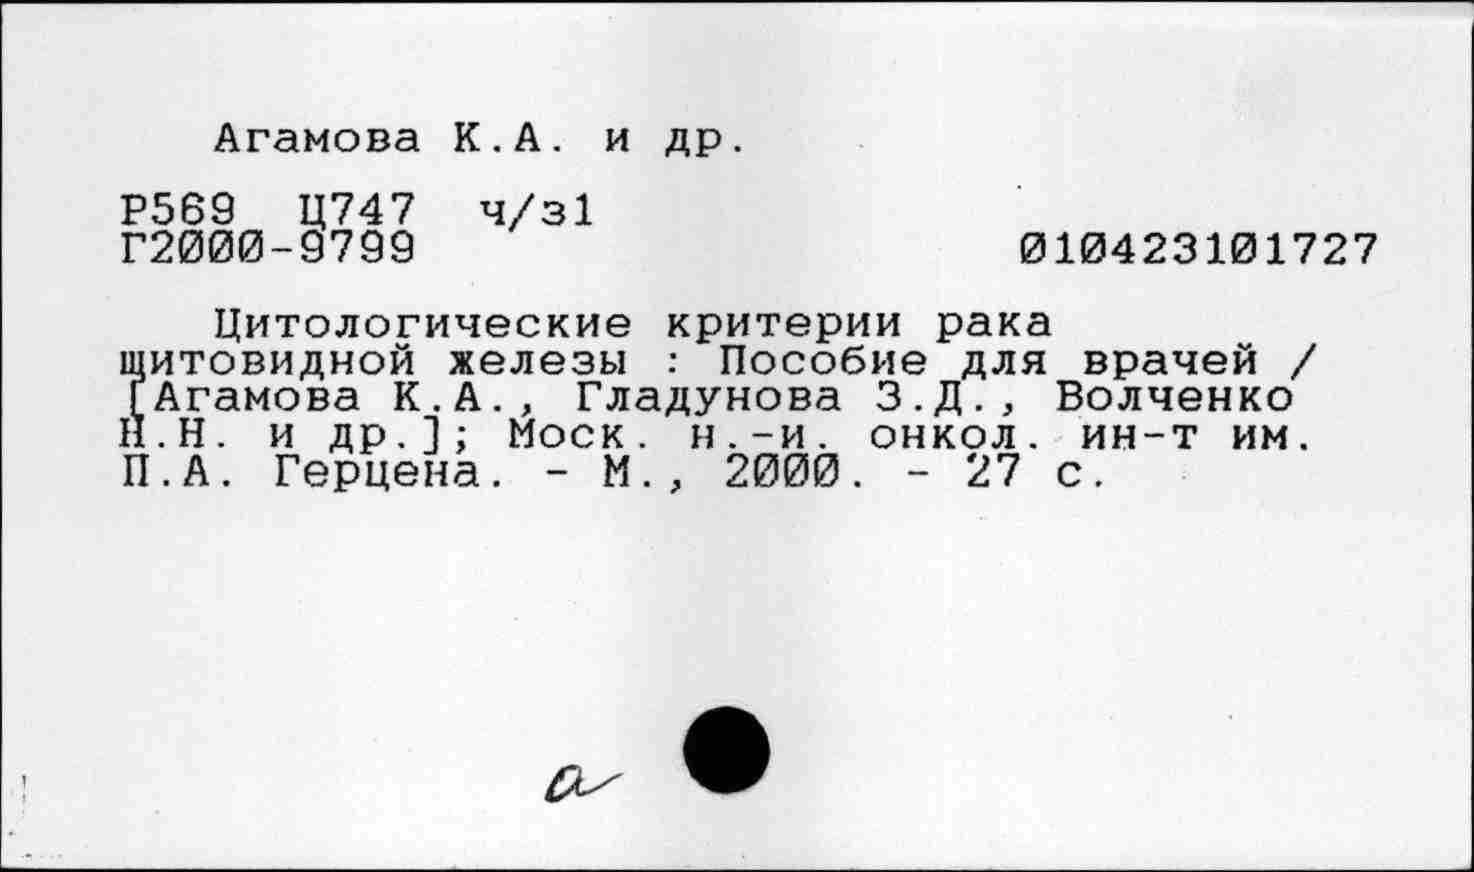 Агамова К.А. и др.
Р569 Ц747 ч/з1
Г2000-9799
010423101727
Цитологические критерии рака
щитовидной железы : Пособие для врачей /
[Агамова К.А., Гладунова З.Д., Волченко
Н.Н. и др.]; Моск. н.-и. онкол. ин-т им.
П.А. Герцена. - М., 2000. - 27 с.
а